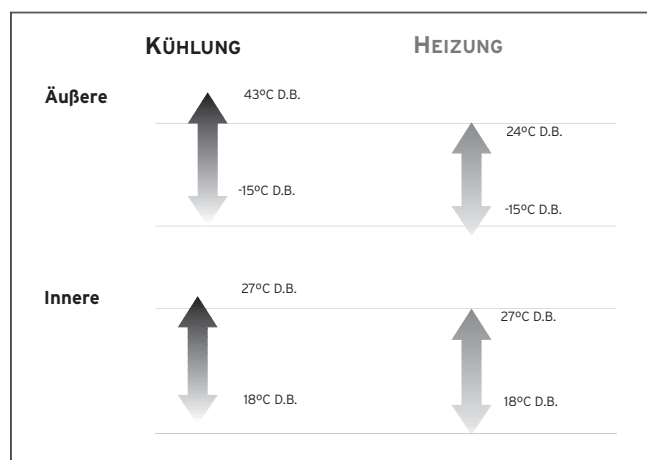 KÜHLUNG HEIZUNG
Äußere
43ºC D.B.
24ºC D.B.
-15ºC D.B.
-15ºC D.B.
Innere
27ºC D.B.
27ºC D.B.
18ºC D.B.
18ºC D.B.